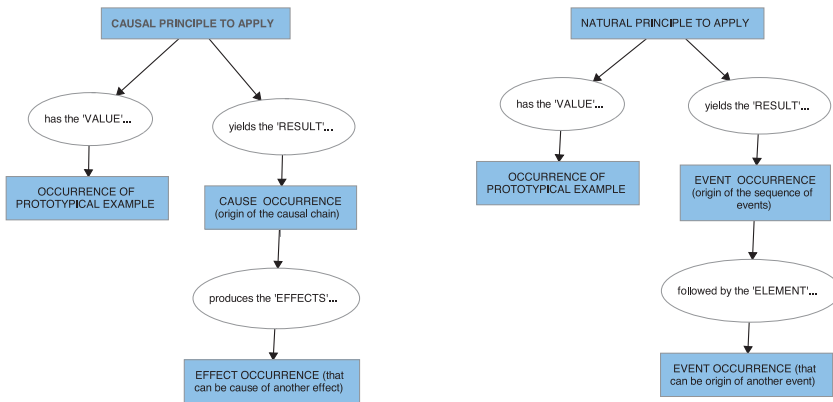 CAUSAL PRINCIPLE TO APPLY
has the 'VALUE'...
yields the 'RESULT'...
OCCURRENCE OF
PROTOTYPICAL EXAMPLE
CAUSE OCCURRENCE
(origin of the causal chain)
produces the 'EFFECTS'...
EFFECT OCCURRENCE (that
can be cause of another effect)
NATURAL PRINCIPLE TO APPLY
has the 'VALUE'...
yields the 'RESULT'...
OCCURRENCE OF
PROTOTYPICAL EXAMPLE
EVENT OCCURRENCE
(origin of the sequence of
events)
followed by the 'ELEMENT'...
EVENT OCCURRENCE (that
can be origin of another event)